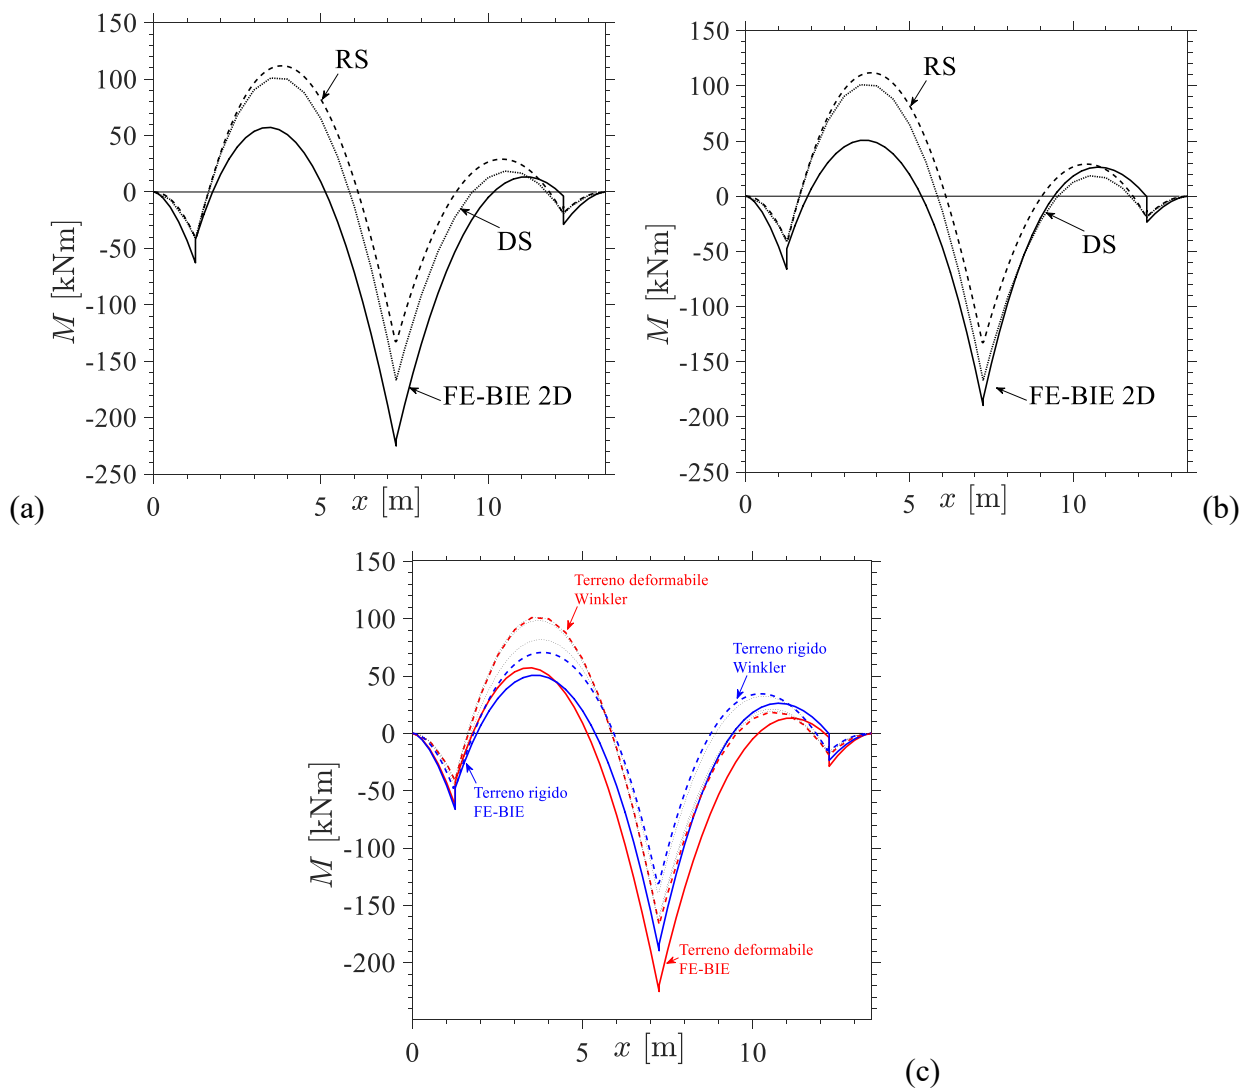 150
100
50
0
-50
-100
-150
-200
-250
M [kNm]
RS
DS
FE-BIE 2D
0
5
10
x [m]
(a)
150
100
50
0
-50
-100
-150
-200
-250
M [kNm]
RS
DS
FE-BIE 2D
0
5
10
x [m]
(b)
150
100
50
0
-50
-100
-150
-200
M [kNm]
Terreno deformabile
Winkler
Terreno rigido
Winkler
Terreno rigido
FE-BIE
Terreno deformabile
FE-BIE
0
5
10
x [m]
(c)